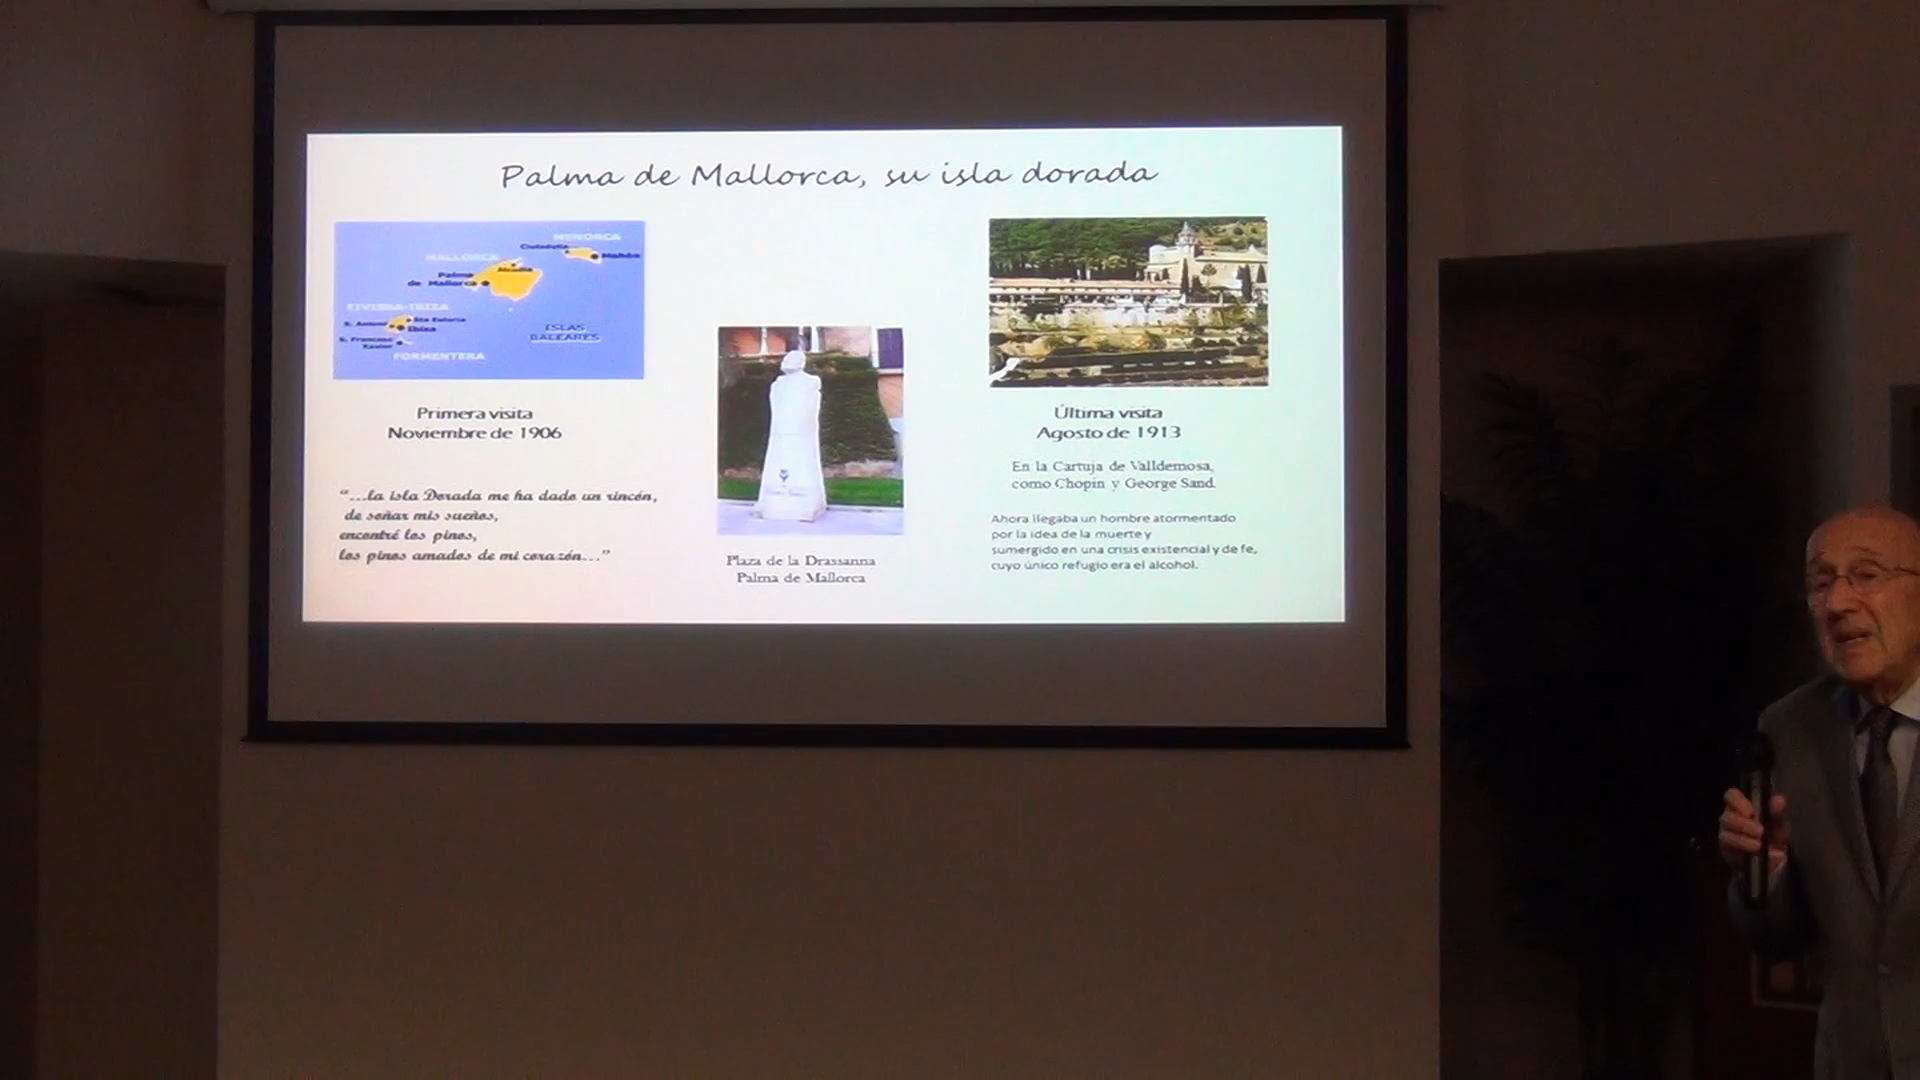 Palma de Mallorca, su isla dorada
MENORCA
Ciutadella
Mahón
MALLORCA
Alcudia
Palma
de Mallorca
EIVISSA-IBIZA
S. Antoni
Sta Eularia
Ibiza
S. Francesc
Xavier
FORMENTERA
ISLAS
BALEARES
Primera visita
Noviembre de 1906
"...la isla Dorada me ha dado un rincón,
de soñar mis sueños,
encontré los pinos,
los pinos amados de mi corazón..."
Plaza de la Drassanna
Palma de Mallorca
Última visita
Agosto de 1913
En la Cartuja de Valldemosa,
como Chopin y George Sand.
Ahora llegaba un hombre atormentado
por la idea de la muerte y
sumergido en una crisis existencial y de fe,
cuyo único refugio era el alcohol.